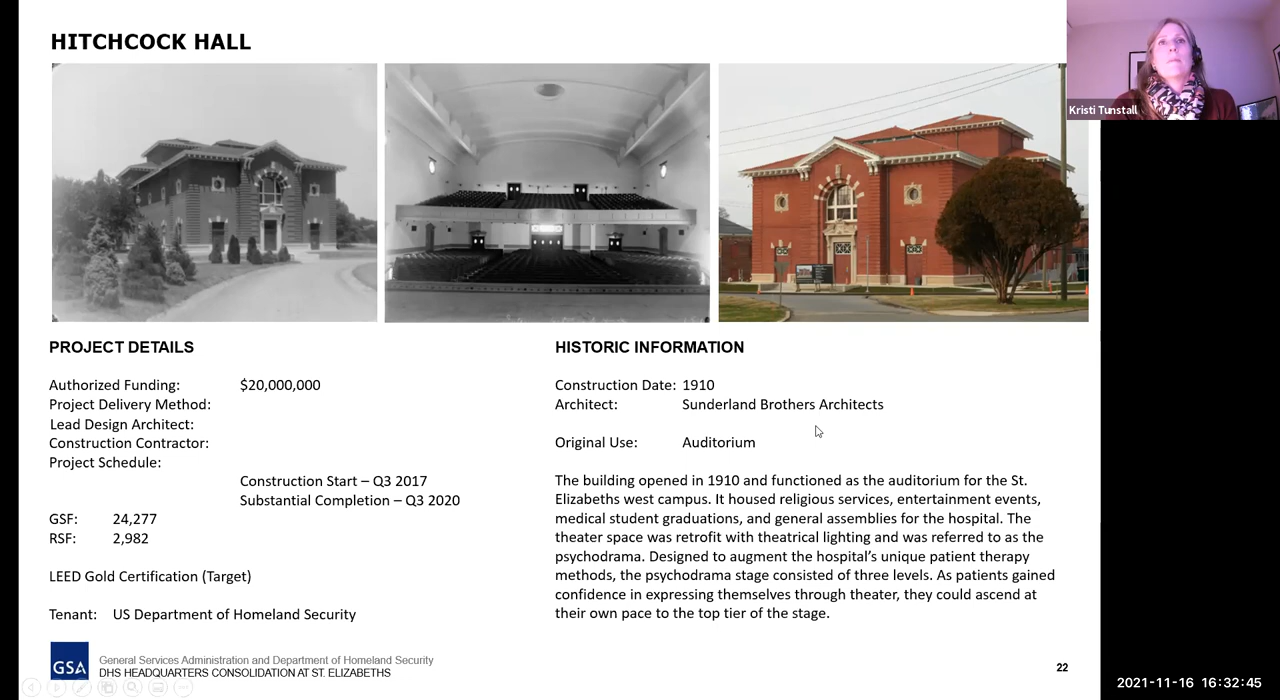 HITCHCOCK HALL
Kristi Tunstall
PROJECT DETAILS
Authorized Funding: $20,000,000
Project Delivery Method:
Lead Design Architect:
Construction Contractor:
Project Schedule:
Construction Start – Q3 2017
Substantial Completion – Q3 2020
GSF: 24,277
RSF: 2,982
LEED Gold Certification (Target)
Tenant: US Department of Homeland Security
HISTORIC INFORMATION
Construction Date: 1910
Architect: Sunderland Brothers Architects
Original Use: Auditorium
The building opened in 1910 and functioned as the auditorium for the St.
Elizabeths west campus. It housed religious services, entertainment events,
medical student graduations, and general assemblies for the hospital. The
theater space was retrofit with theatrical lighting and was referred to as the
psychodrama. Designed to augment the hospital’s unique patient therapy
methods, the psychodrama stage consisted of three levels. As patients gained
confidence in expressing themselves through theater, they could ascend at
their own pace to the top tier of the stage.
GSA
General Services Administration and Department of Homeland Security
DHS HEADQUARTERS CONSOLIDATION AT ST. ELIZABETHS
22
2021-11-16 16:32:45